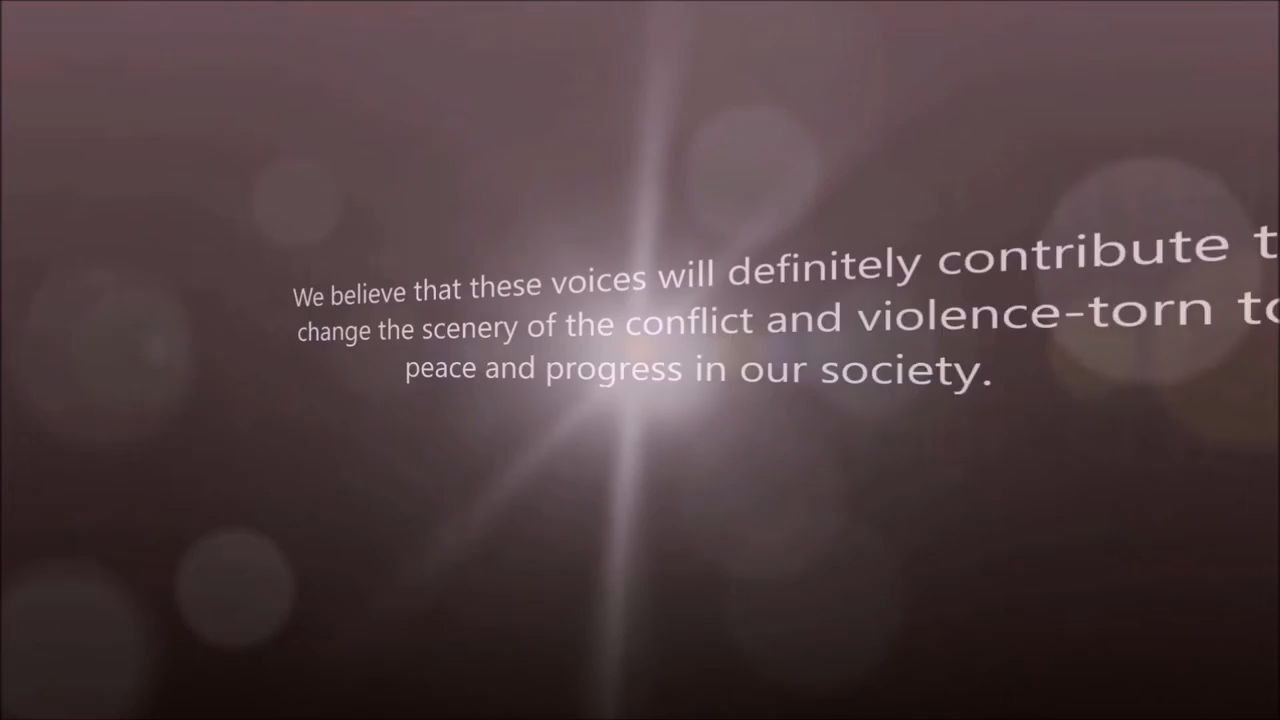 We believe that these voices will definitely contribute t
change the scenery of the conflict and violence-torn to
peace and progress in our society.